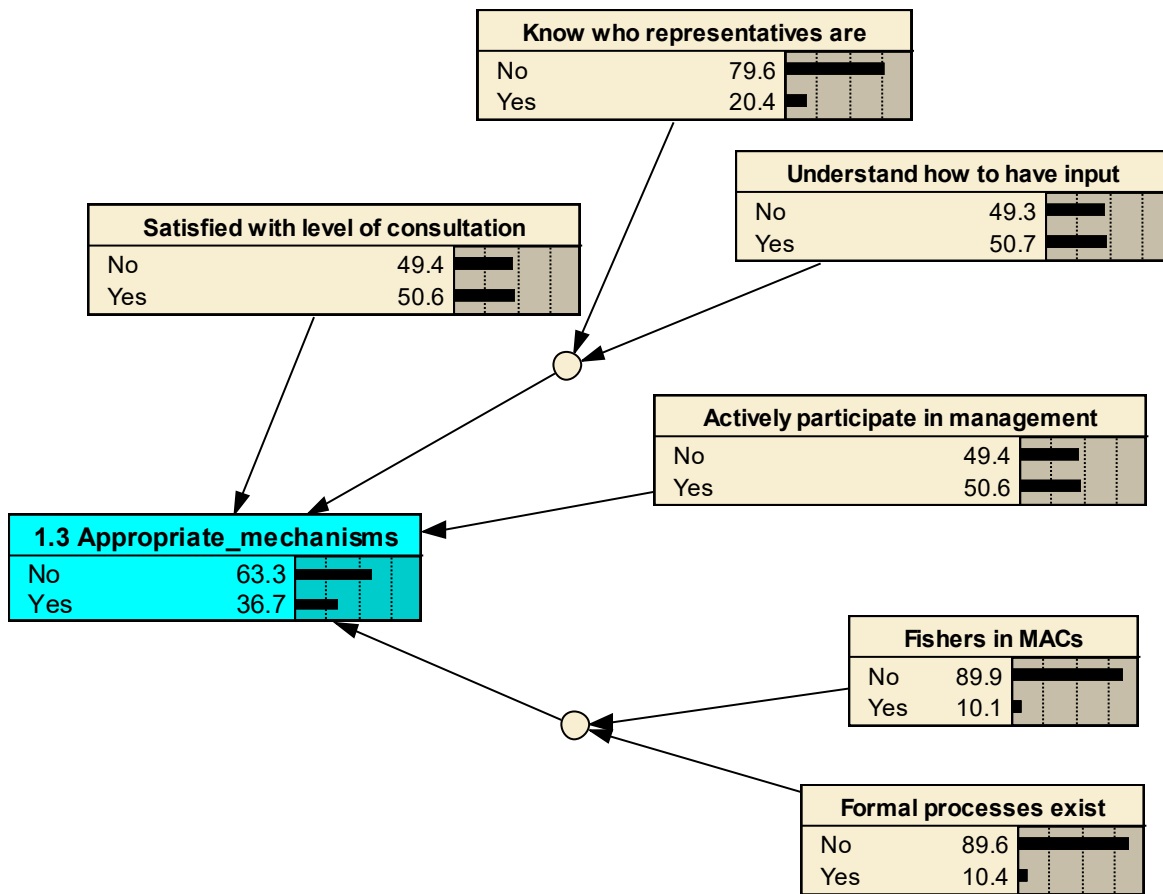 Know who representatives are
No 79.6
Yes 20.4
Understand how to have input
No 49.3
Yes 50.7
Satisfied with level of consultation
No 49.4
Yes 50.6
Actively participate in management
No 49.4
Yes 50.6
1.3 Appropriate_mechanisms
No 63.3
Yes 36.7
Fishers in MACs
No 89.9
Yes 10.1
Formal processes exist
No 89.6
Yes 10.4